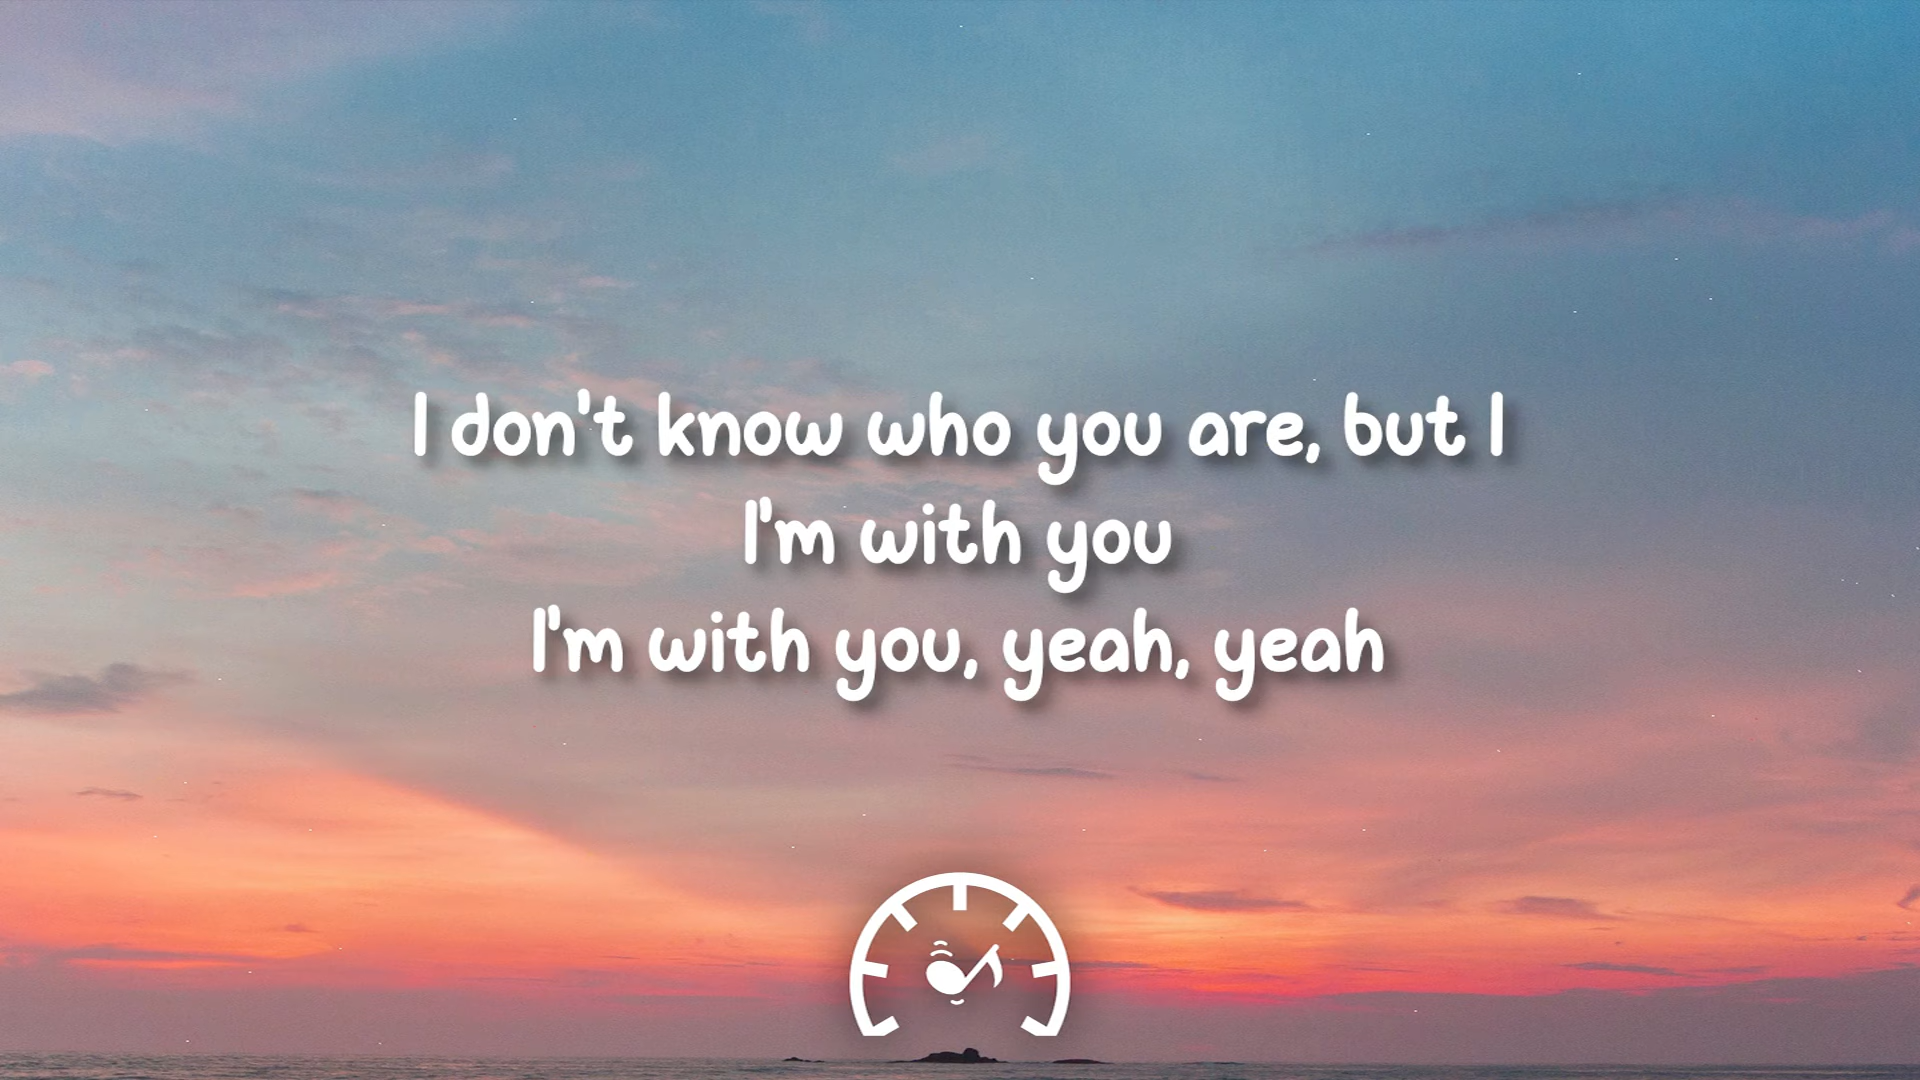 I don't know who you are, but I
I'm with you
I'm with you, yeah, yeah